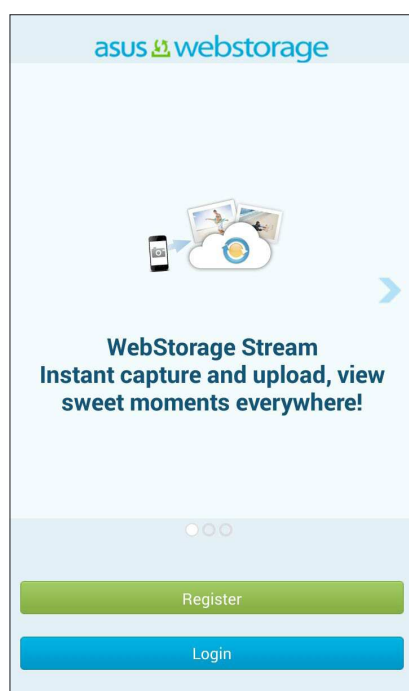 asus webstorage
WebStorage Stream
Instant capture and upload, view
sweet moments everywhere!
Register
Login